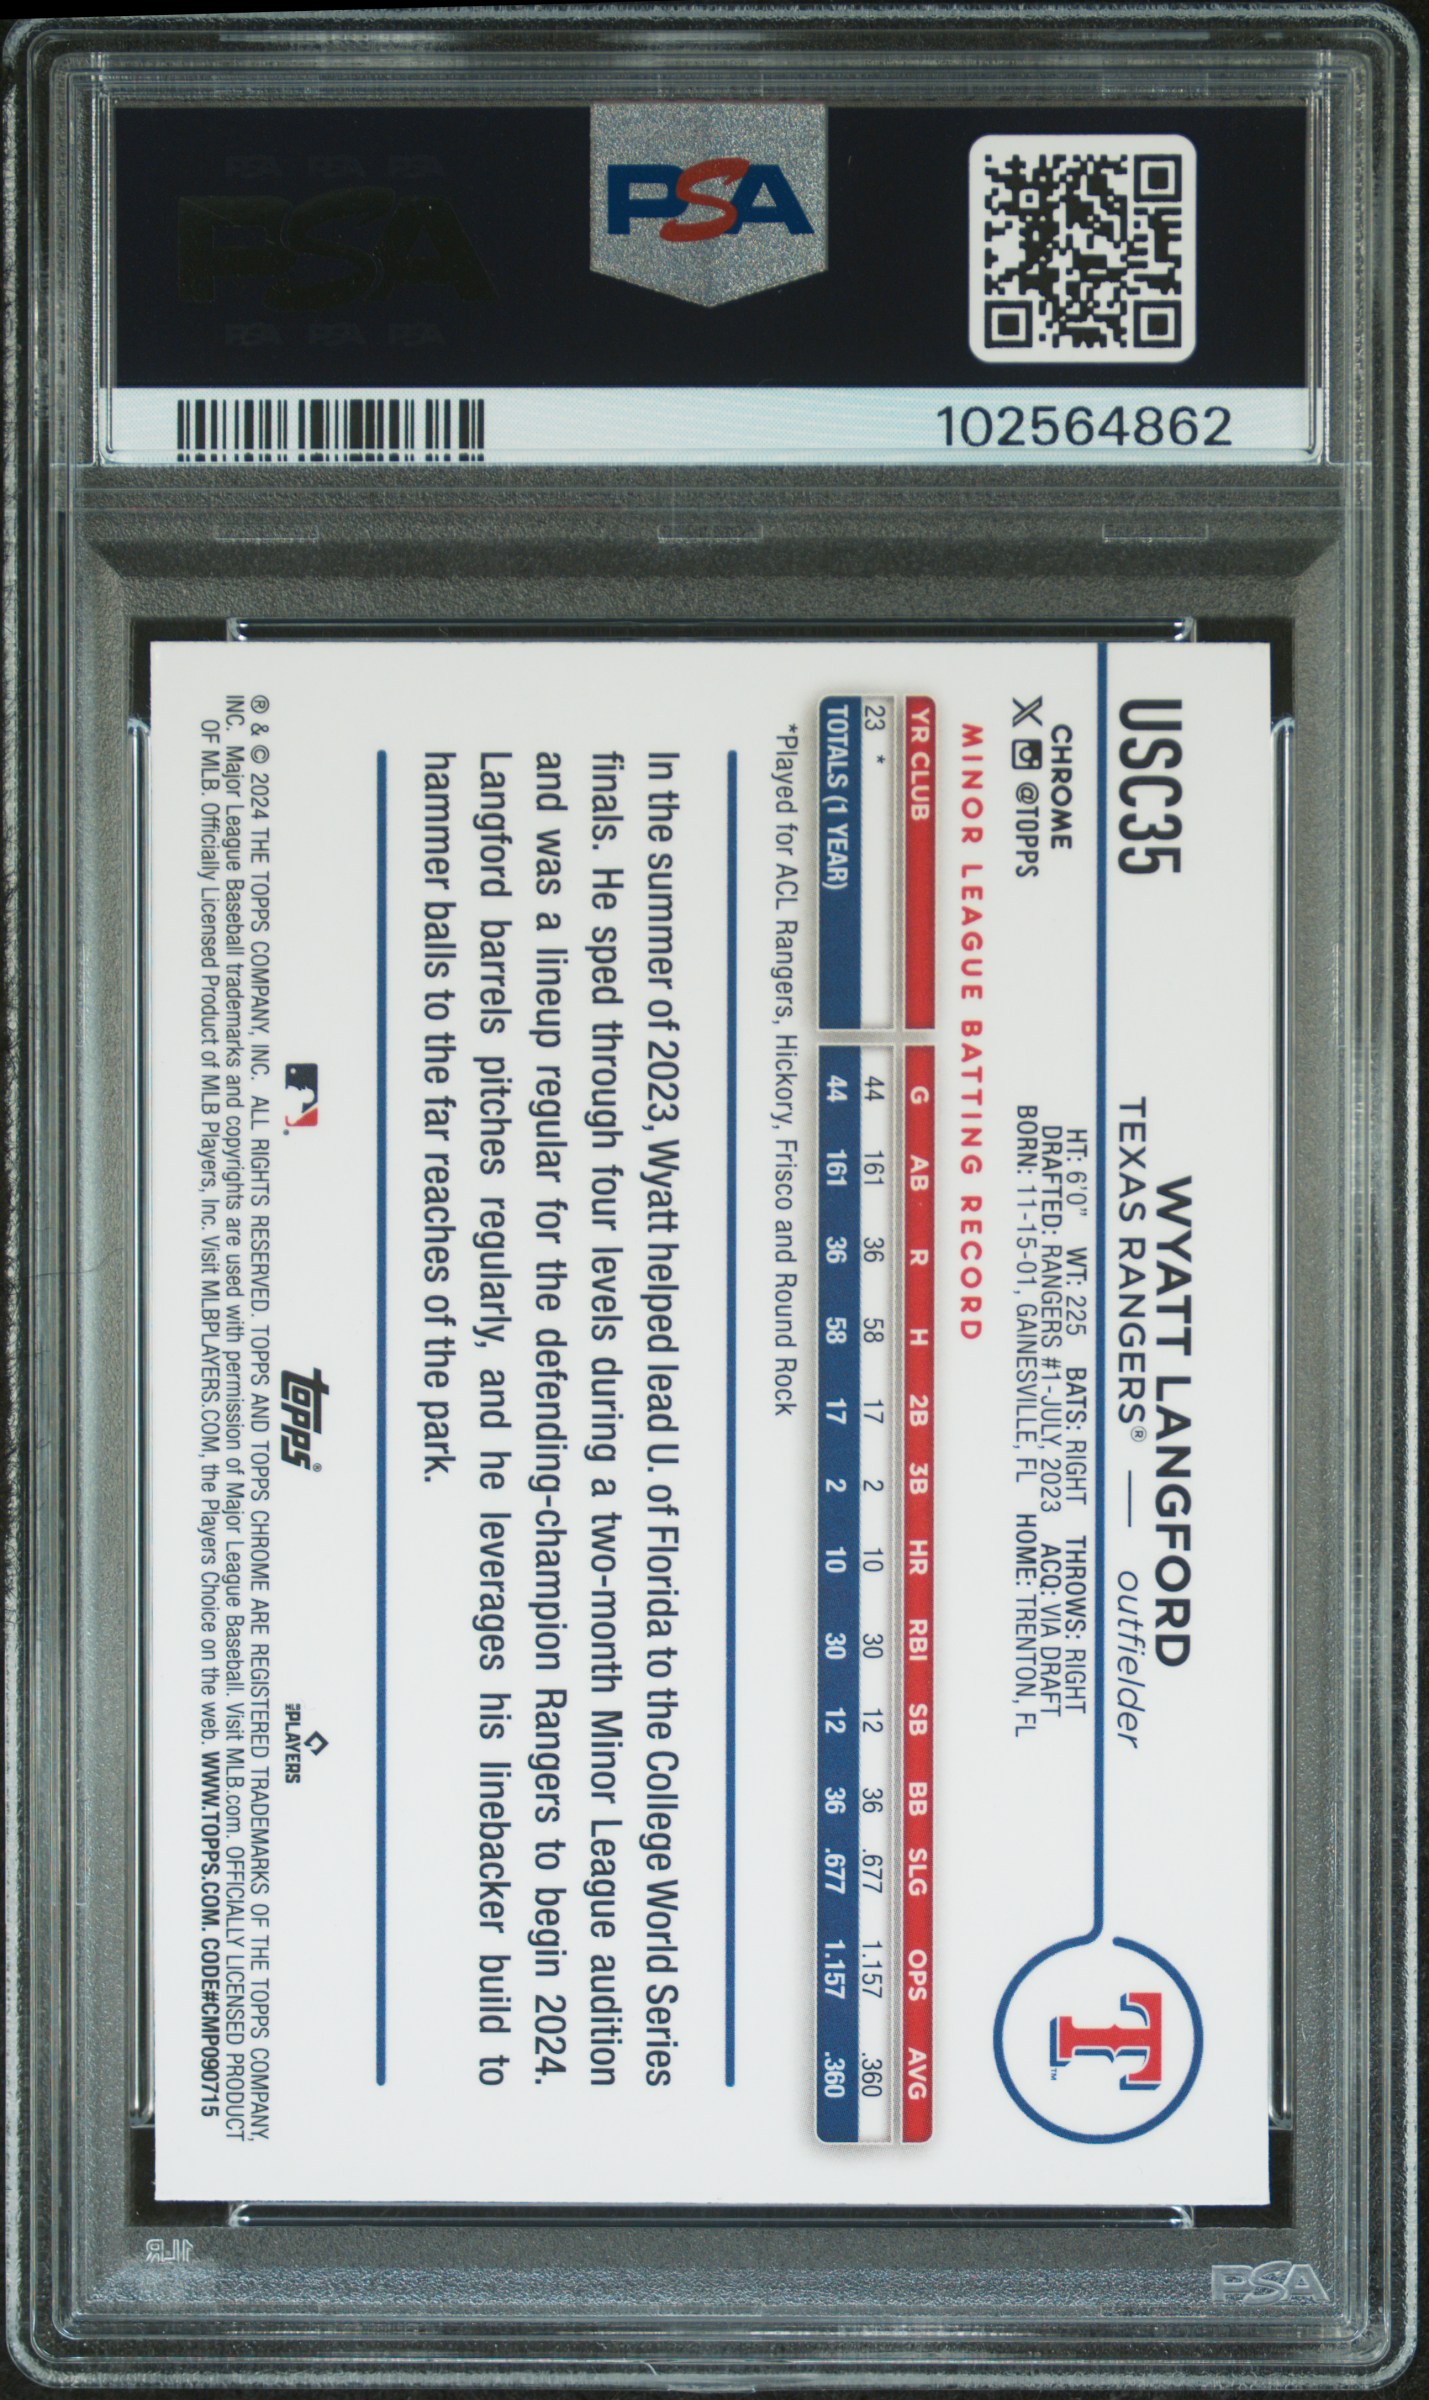 PSA PSA PSA
PSA
PSA PSA PSA
PSA
102564862
USC35
WYATT LANGFORD
TEXAS RANGERS® — outfielder
CHROME
X @TOPPS
HT: 6'0" WT: 225 BATS: RIGHT THROWS: RIGHT
DRAFTED: RANGERS #1-JULY, 2023 ACQ: VIA DRAFT
BORN: 11-15-01, GAINESVILLE, FL HOME: TRENTON, FL
T™
MINOR LEAGUE BATTING RECORD
YR CLUB G AB R H 2B 3B HR RBI SB BB SLG OPS AVG
23 * 44 161 36 58 17 2 10 30 12 36 .677 1.157 .360
TOTALS (1 YEAR) 44 161 36 58 17 2 10 30 12 36 .677 1.157 .360
*Played for ACL Rangers, Hickory, Frisco and Round Rock
In the summer of 2023, Wyatt helped lead U. of Florida to the College World Series
finals. He sped through four levels during a two-month Minor League audition
and was a lineup regular for the defending-champion Rangers to begin 2024.
Langford barrels pitches regularly, and he leverages his linebacker build to
hammer balls to the far reaches of the park.
topps®
MLB PLAYERS
® & © 2024 THE TOPPS COMPANY, INC. ALL RIGHTS RESERVED. TOPPS AND TOPPS CHROME ARE REGISTERED TRADEMARKS OF THE TOPPS COMPANY,
INC. Major League Baseball trademarks and copyrights are used with permission of Major League Baseball. Visit MLB.com. OFFICIALLY LICENSED PRODUCT
OF MLB. Officially Licensed Product of MLB Players, Inc. Visit MLBPLAYERS.COM, the Players Choice on the web. WWW.TOPPS.COM. CODE#CMP090715
PSA